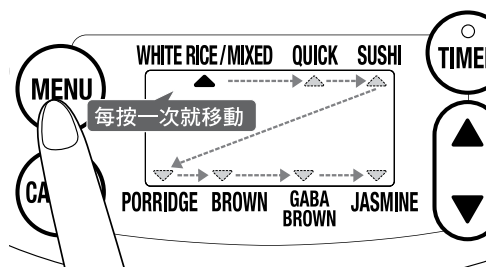 WHITE RICE/MIXED QUICK SUSHI
MENU
每按一次就移動
PORRIDGE BROWN GABA BROWN JASMINE